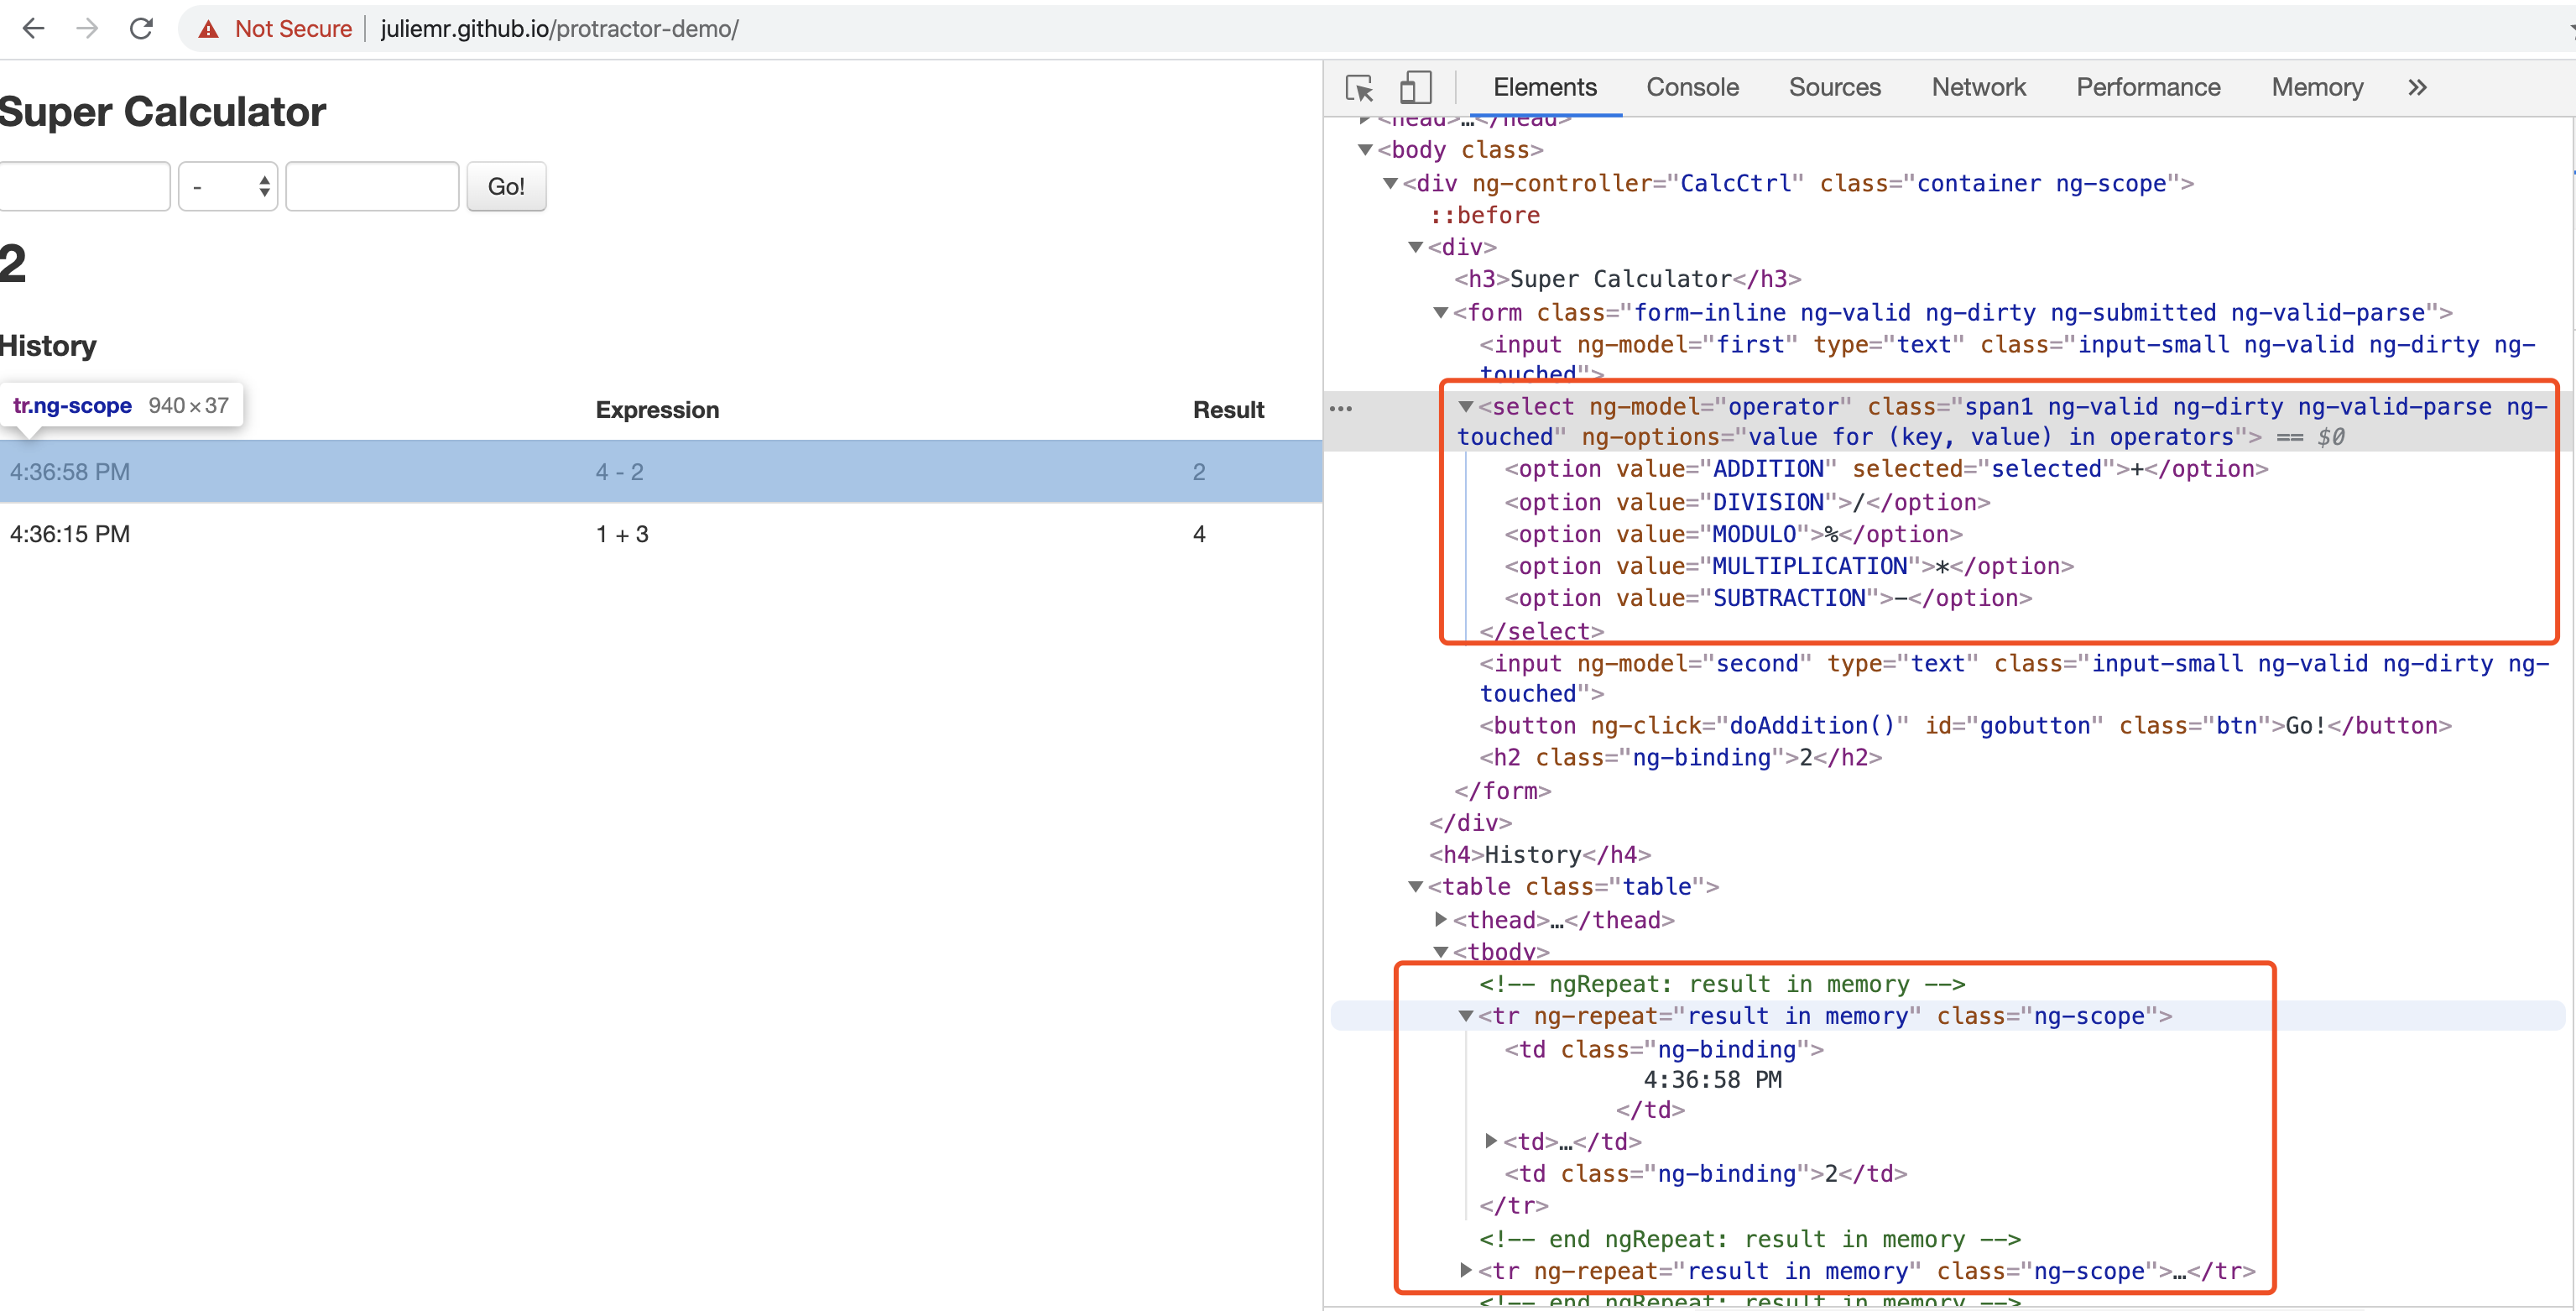 Not Secure | juliemr.github.io/protractor-demo/
Super Calculator
-
Go!
2
History
tr.ng-scope 940×37
Expression
Result
4:36:58 PM 4 - 2 2
4:36:15 PM 1 + 3 4
Elements Console Sources Network Performance Memory »
<head>…</head>
<body class>
<div ng-controller="CalcCtrl" class="container ng-scope">
::before
<div>
<h3>Super Calculator</h3>
<form class="form-inline ng-valid ng-dirty ng-submitted ng-valid-parse">
<input ng-model="first" type="text" class="input-small ng-valid ng-dirty ng-
touched">
<select ng-model="operator" class="span1 ng-valid ng-dirty ng-valid-parse ng-
touched" ng-options="value for (key, value) in operators"> == $0
<option value="ADDITION" selected="selected">+</option>
<option value="DIVISION">/</option>
<option value="MODULO">%</option>
<option value="MULTIPLICATION">*</option>
<option value="SUBTRACTION">-</option>
</select>
<input ng-model="second" type="text" class="input-small ng-valid ng-dirty ng-
touched">
<button ng-click="doAddition()" id="gobutton" class="btn">Go!</button>
<h2 class="ng-binding">2</h2>
</form>
</div>
<h4>History</h4>
<table class="table">
<thead>…</thead>
<tbody>
<!-- ngRepeat: result in memory -->
<tr ng-repeat="result in memory" class="ng-scope">
<td class="ng-binding">
4:36:58 PM
</td>
<td>…</td>
<td class="ng-binding">2</td>
</tr>
<!-- end ngRepeat: result in memory -->
<tr ng-repeat="result in memory" class="ng-scope">…</tr>
<!-- end ngRepeat: result in memory -->